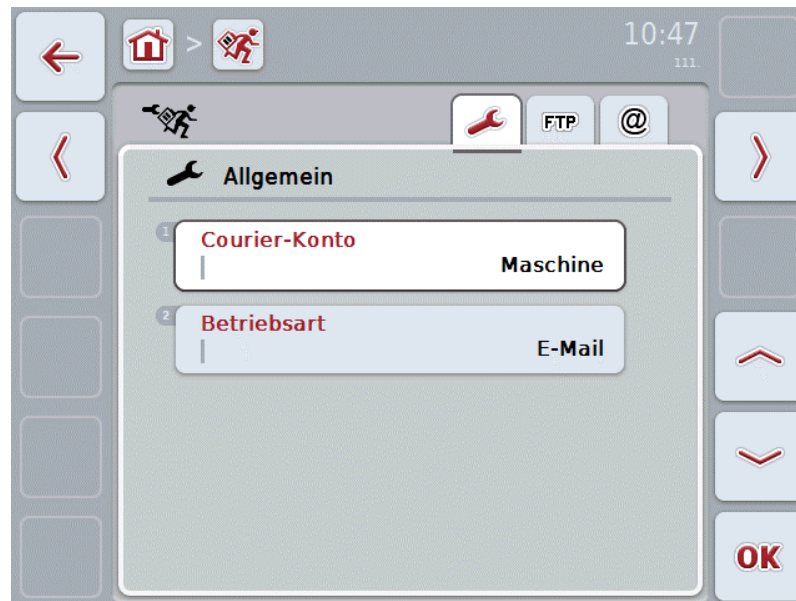 >
10:47
111.
FTP
@
Allgemein
1
Courier-Konto
Maschine
2
Betriebsart
E-Mail
OK